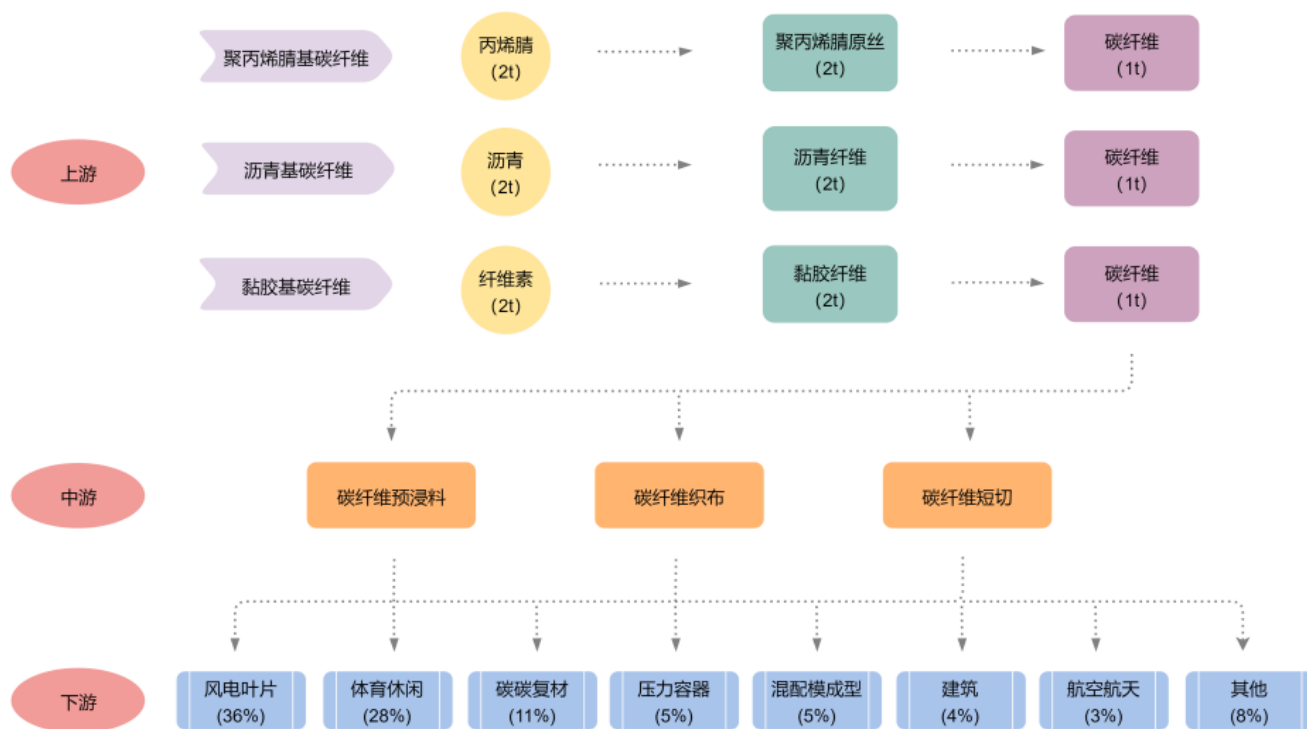 聚丙烯腈基碳纤维
丙烯腈
(2t)
聚丙烯腈原丝
(2t)
碳纤维
(1t)
上游
沥青基碳纤维
沥青
(2t)
沥青纤维
(2t)
碳纤维
(1t)
黏胶基碳纤维
纤维素
(2t)
黏胶纤维
(2t)
碳纤维
(1t)
中游
碳纤维预浸料
碳纤维织布
碳纤维短切
下游
风电叶片
(36%)
体育休闲
(28%)
碳碳复材
(11%)
压力容器
(5%)
混配模成型
(5%)
建筑
(4%)
航空航天
(3%)
其他
(8%)